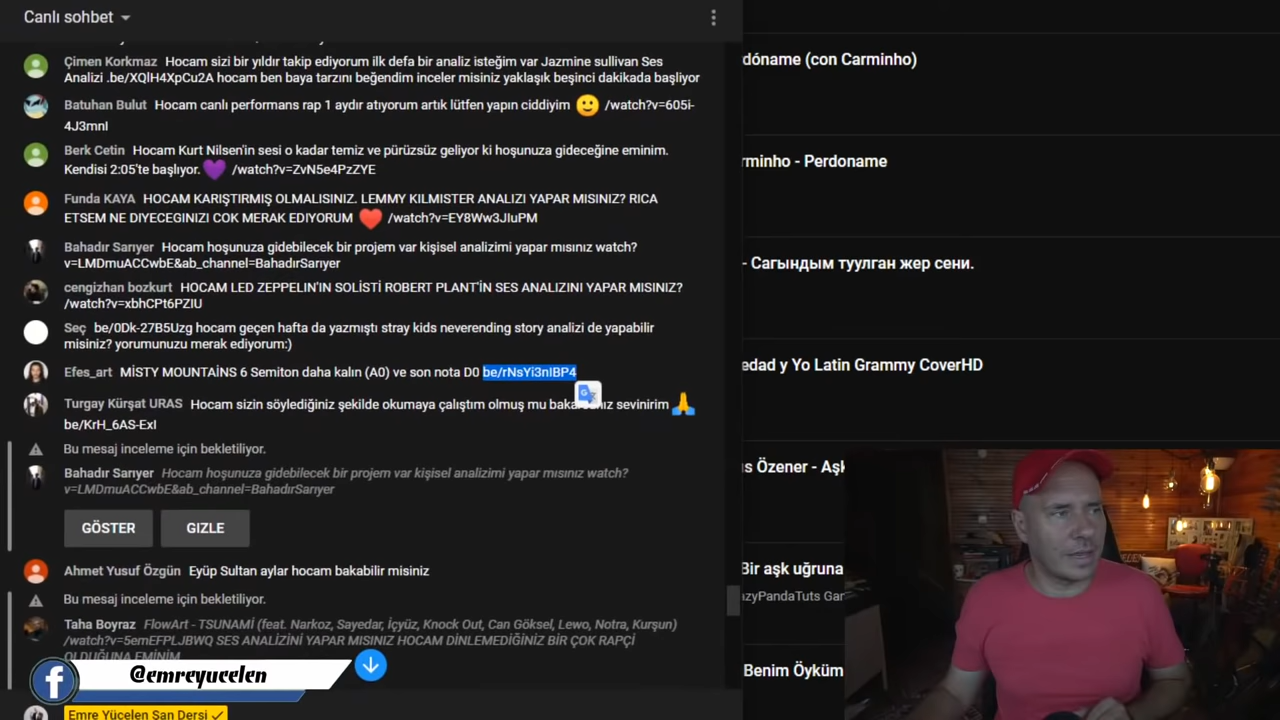 Canlı sohbet
Çimen Korkmaz Hocam sizi bir yıldır takip ediyorum ilk defa bir analiz isteğim var Jazmine sullivan Ses
Analizi .be/XQlH4XpCu2A hocam ben baya tarzını beğendim inceler misiniz yaklaşık beşinci dakikada başlıyor
Batuhan Bulut Hocam canlı performans rap 1 aydır atıyorum artık lütfen yapın ciddiyim 🙂 /watch?v=605i-
4J3mnI
Berk Cetin Hocam Kurt Nilsen'in sesi o kadar temiz ve pürüzsüz geliyor ki hoşunuza gideceğine eminim.
Kendisi 2:05'te başlıyor. 💜 /watch?v=ZvN5e4PzZYE
Funda KAYA HOCAM KARIŞTIRMIŞ OLMALISINIZ. LEMMY KILMISTER ANALIZI YAPAR MISINIZ? RICA
ETSEM NE DIYECEGINIZI COK MERAK EDIYORUM ❤️ /watch?v=EY8Ww3JIuPM
Bahadır Sarıyer Hocam hoşunuza gidebilecek bir projem var kişisel analizimi yapar mısınız watch?
v=LMDmuACCwbE&ab_channel=BahadırSarıyer
cengizhan bozkurt HOCAM LED ZEPPELIN'IN SOLİSTİ ROBERT PLANT'İN SES ANALIZINI YAPAR MISINIZ?
/watch?v=xbhCPt6PZIU
Seç be/0Dk-27B5Uzg hocam geçen hafta da yazmıştı stray kids neverending story analizi de yapabilir
misiniz? yorumunuzu merak ediyorum:)
Efes_art MİSTY MOUNTAİNS 6 Semiton daha kalın (A0) ve son nota D0 be/rNsYi3nIBP4
Turgay Kürşat URAS Hocam sizin söylediğiniz şekilde okumaya çalıştım olmuş mu sevinirim 🙏
be/KrH_6AS-ExI
Bu mesaj inceleme için bekletiliyor.
Bahadır Sarıyer Hocam hoşunuza gidebilecek bir projem var kişisel analizimi yapar mısınız watch?
v=LMDmuACCwbE&ab_channel=BahadırSarıyer
GÖSTER GIZLE
Ahmet Yusuf Özgün Eyüp Sultan aylar hocam bakabilir misiniz
Bu mesaj inceleme için bekletiliyor.
Taha Boyraz FlowArt - TSUNAMİ (feat. Narkoz, Sayedar, İçyüz, Knock Out, Can Göksel, Lewo, Notra, Kurşun)
/watch?v=5emEFPLJBWQ SES ANALİZİNİ YAPAR MISINIZ HOCAM DİNLEMEDİĞİNİZ BİR ÇOK RAPÇİ
OLDUĞUNA EMİNİM
@emreyucelen
Emre Yücelen Şan Dersi
dóname (con Carminho)
rminho - Perdoname
- Сагындым туулган жер сени.
edad y Yo Latin Grammy CoverHD
ıs Özener - Aşk
Bir aşk uğruna
azyPandaTuts Gar
Benim Öyküm